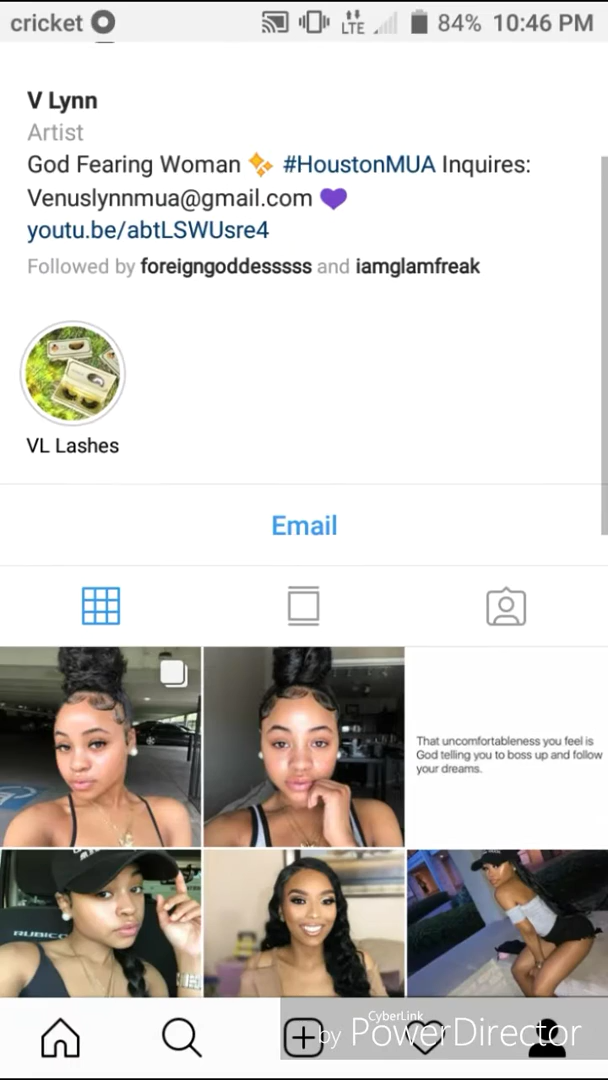 cricket LTE 84% 10:46 PM
V Lynn
Artist
God Fearing Woman ✨ #HoustonMUA Inquires:
Venuslynnmua@gmail.com 💜
youtu.be/abtLSWUsre4
Followed by foreigngoddesssss and iamglamfreak
VL Lashes
Email
That uncomfortableness you feel is
God telling you to boss up and follow
your dreams.
RUBICO
CyberLink
by PowerDirector